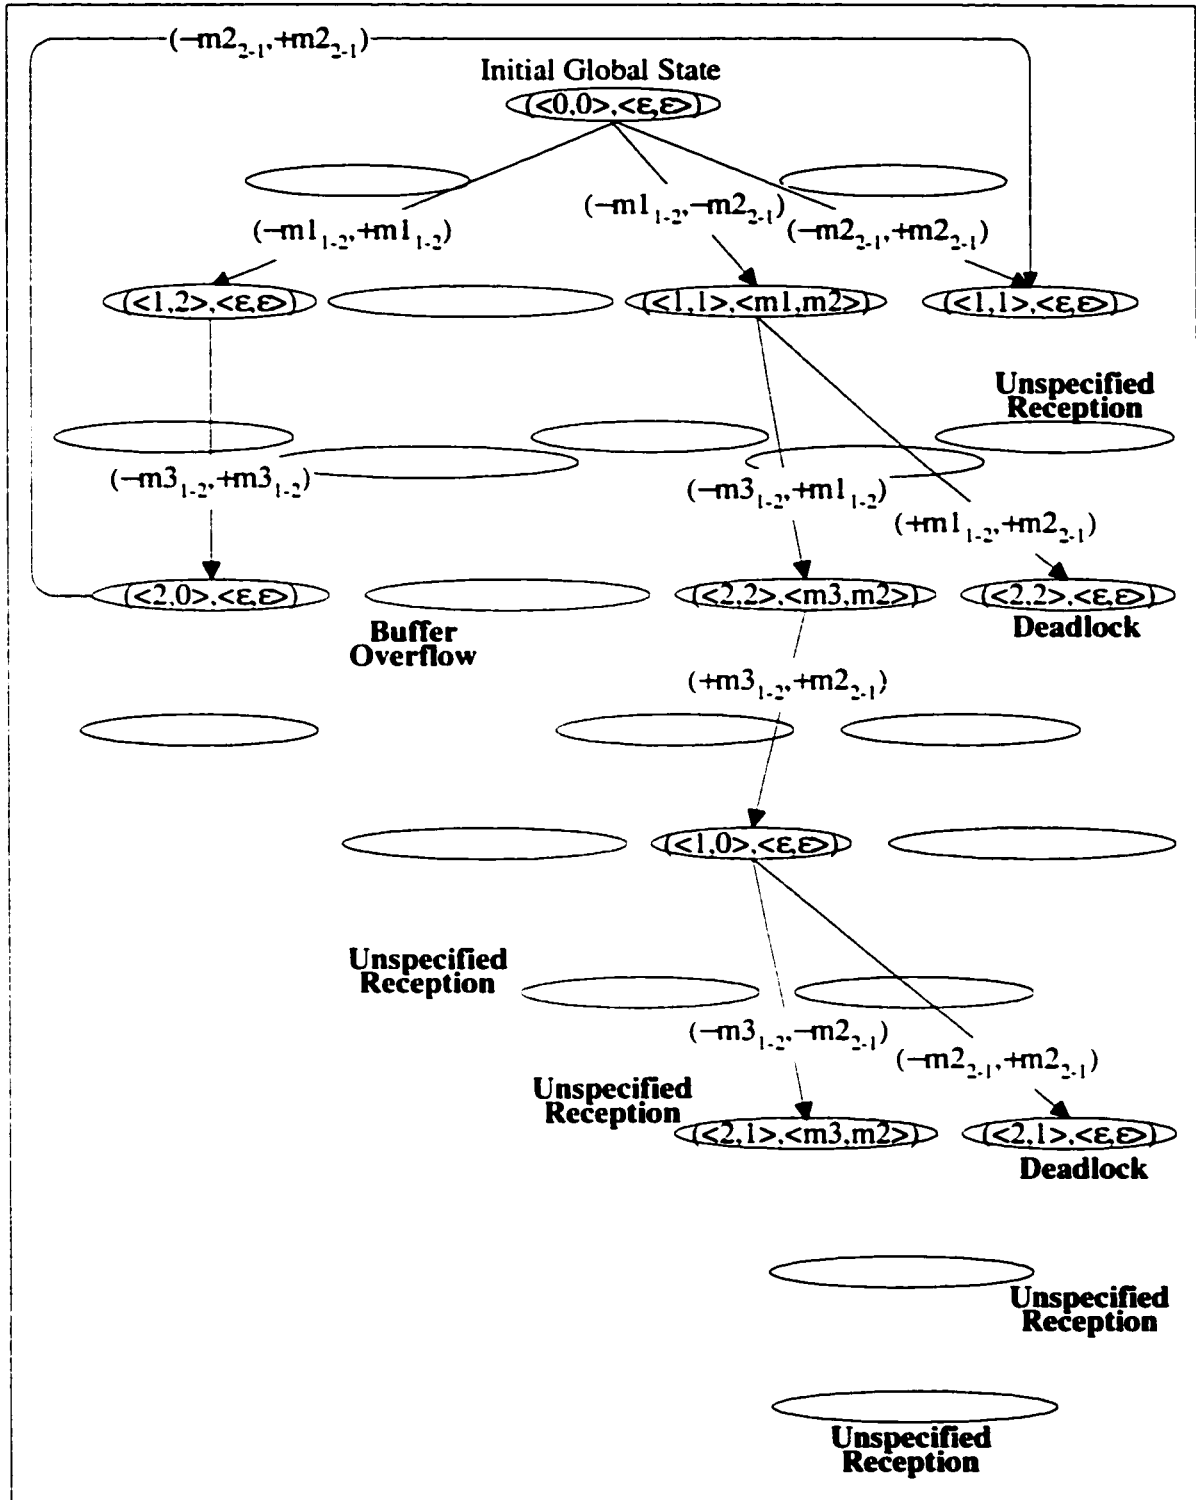 (−m2₂₋₁,+m2₂₋₁)
Initial Global State
(<0,0>,<ε,ε>)
(−m1₁₋₂,+m1₁₋₂)
(−m1₁₋₂,−m2₂₋₁)
(−m2₂₋₁,+m2₂₋₁)
(<1,2>,<ε,ε>)
(<1,1>,<m1,m2>)
(<1,1>,<ε,ε>)
Unspecified
Reception
(−m3₁₋₂,+m3₁₋₂)
(−m3₁₋₂,+m1₁₋₂)
(+m1₁₋₂,+m2₂₋₁)
(<2,0>,<ε,ε>)
(<2,2>,<m3,m2>)
(<2,2>,<ε,ε>)
Buffer
Overflow
Deadlock
(+m3₁₋₂,+m2₂₋₁)
(<1,0>,<ε,ε>)
Unspecified
Reception
(−m3₁₋₂,−m2₂₋₁)
(−m2₂₋₁,+m2₂₋₁)
Unspecified
Reception
(<2,1>,<m3,m2>)
(<2,1>,<ε,ε>)
Deadlock
Unspecified
Reception
Unspecified
Reception